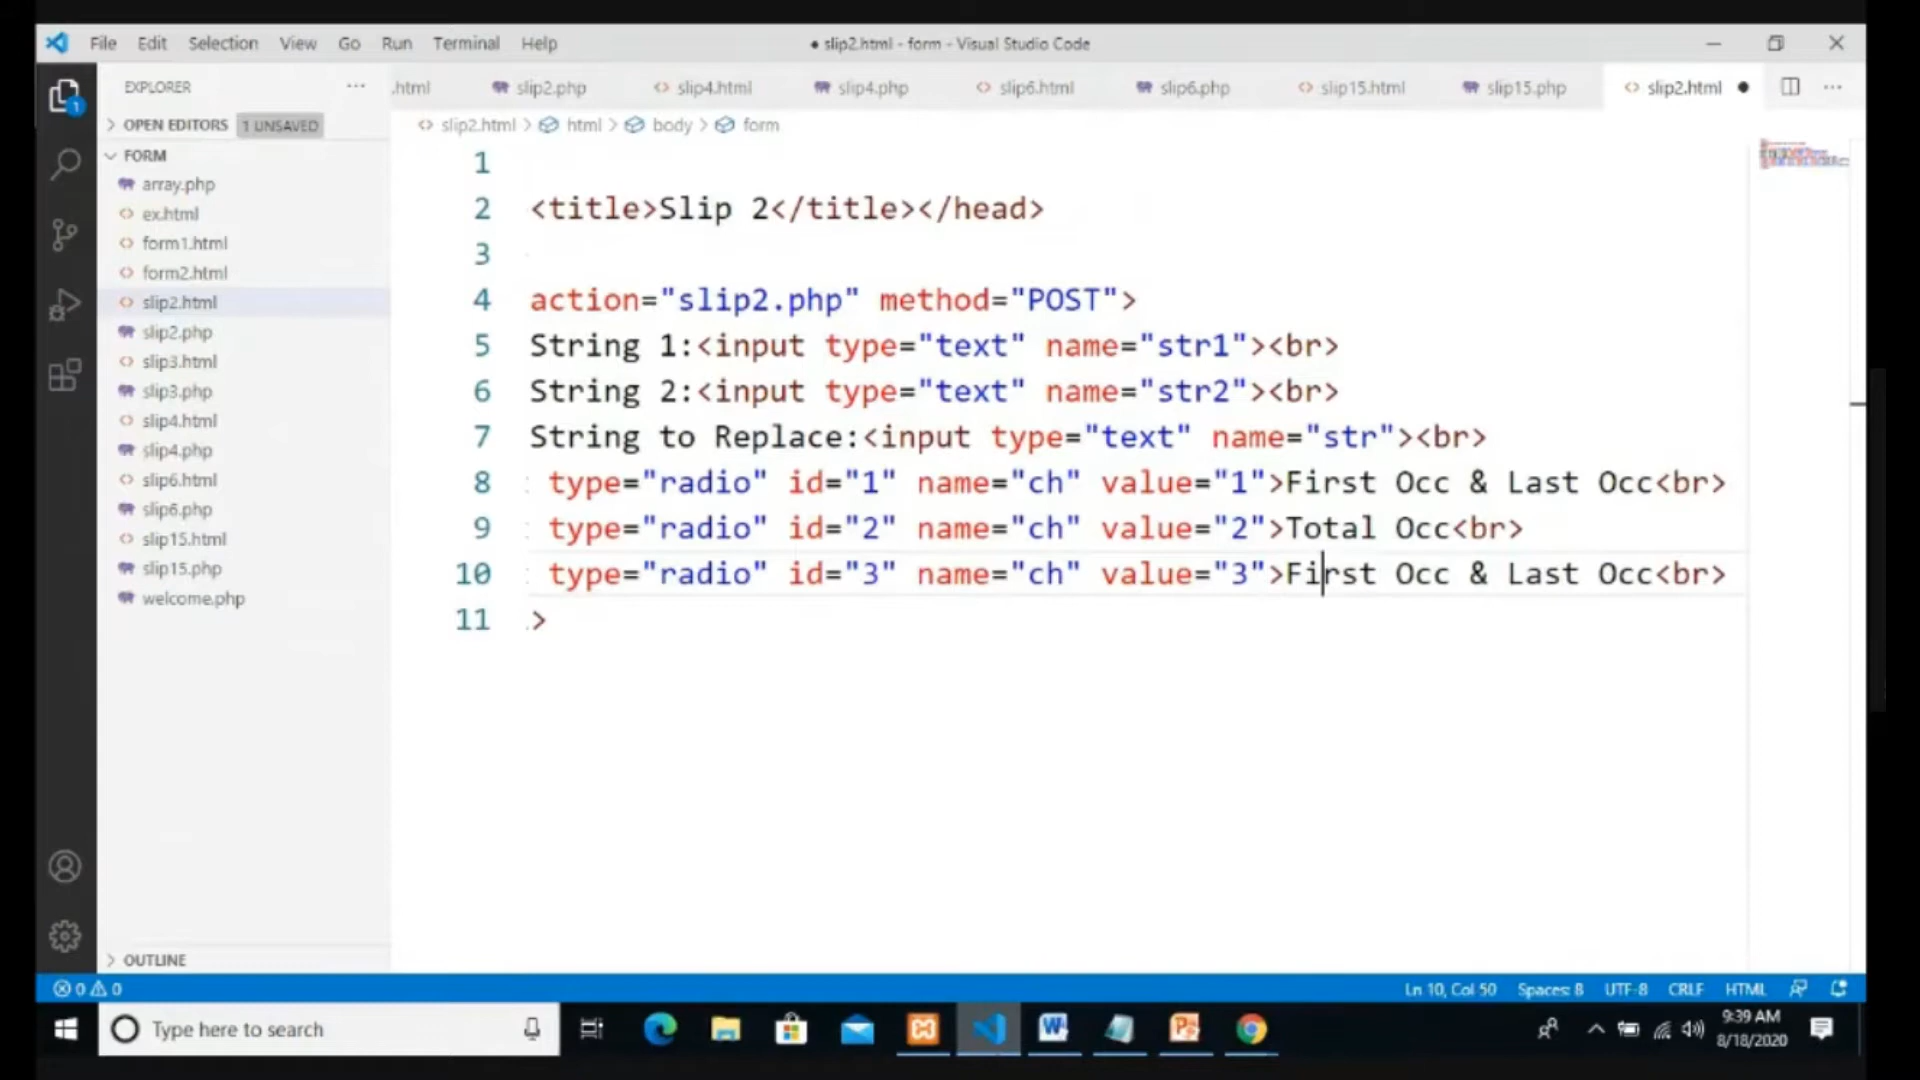 File Edit Selection View Go Run Terminal Help
● slip2.html - form - Visual Studio Code
EXPLORER
.html slip2.php slip4.html slip4.php slip6.html slip6.php slip15.html slip15.php slip2.html
OPEN EDITORS 1 UNSAVED
slip2.html > html > body > form
FORM
array.php
ex.html
form1.html
form2.html
slip2.html
slip2.php
slip3.html
slip3.php
slip4.html
slip4.php
slip6.html
slip6.php
slip15.html
slip15.php
welcome.php
OUTLINE
1
2 <title>Slip 2</title></head>
3
4 action="slip2.php" method="POST">
5 String 1:<input type="text" name="str1"><br>
6 String 2:<input type="text" name="str2"><br>
7 String to Replace:<input type="text" name="str"><br>
8 type="radio" id="1" name="ch" value="1">First Occ & Last Occ<br>
9 type="radio" id="2" name="ch" value="2">Total Occ<br>
10 type="radio" id="3" name="ch" value="3">First Occ & Last Occ<br>
11 >
0 0
Ln 10, Col 50 Spaces: 8 UTF-8 CRLF HTML
Type here to search
9:39 AM
8/18/2020